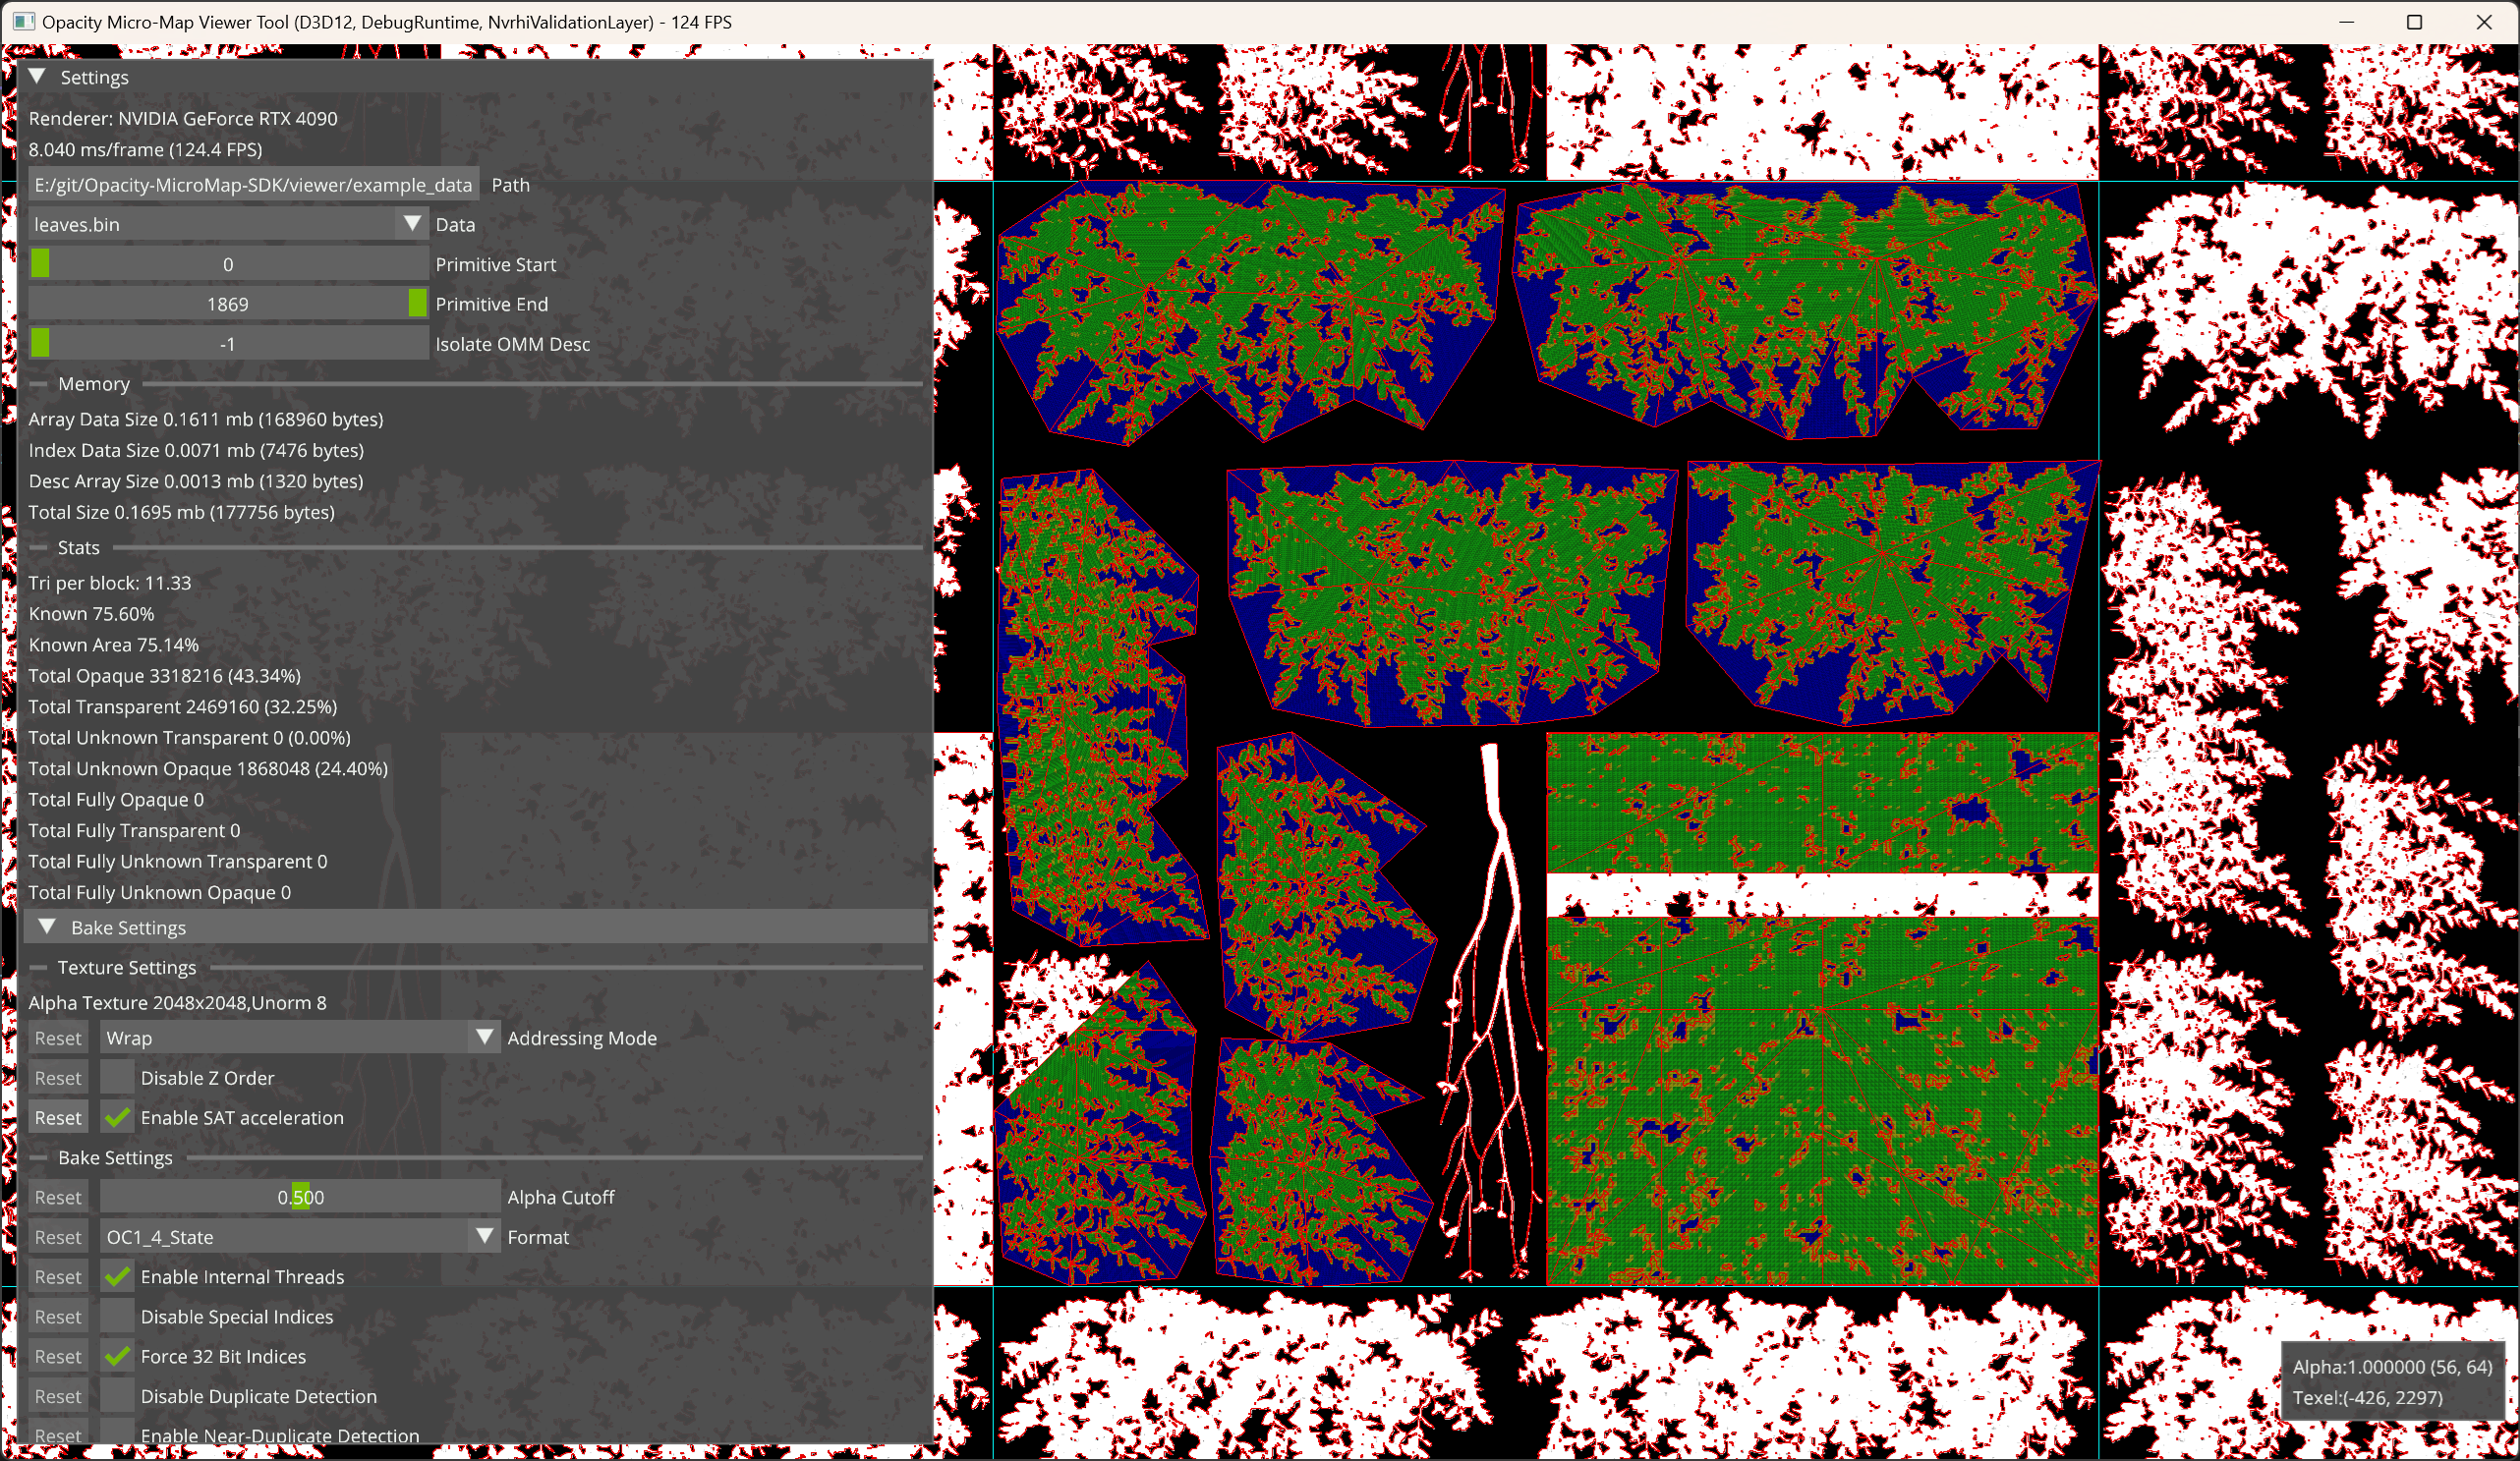 Opacity Micro-Map Viewer Tool (D3D12, DebugRuntime, NvrhiValidationLayer) - 124 FPS
Settings
Renderer: NVIDIA GeForce RTX 4090
8.040 ms/frame (124.4 FPS)
E:/git/Opacity-MicroMap-SDK/viewer/example_data Path
leaves.bin Data
0 Primitive Start
1869 Primitive End
-1 Isolate OMM Desc
Memory
Array Data Size 0.1611 mb (168960 bytes)
Index Data Size 0.0071 mb (7476 bytes)
Desc Array Size 0.0013 mb (1320 bytes)
Total Size 0.1695 mb (177756 bytes)
Stats
Tri per block: 11.33
Known 75.60%
Known Area 75.14%
Total Opaque 3318216 (43.34%)
Total Transparent 2469160 (32.25%)
Total Unknown Transparent 0 (0.00%)
Total Unknown Opaque 1868048 (24.40%)
Total Fully Opaque 0
Total Fully Transparent 0
Total Fully Unknown Transparent 0
Total Fully Unknown Opaque 0
Bake Settings
Texture Settings
Alpha Texture 2048x2048,Unorm 8
Reset Wrap Addressing Mode
Reset Disable Z Order
Reset Enable SAT acceleration
Bake Settings
Reset 0.500 Alpha Cutoff
Reset OC1_4_State Format
Reset Enable Internal Threads
Reset Disable Special Indices
Reset Force 32 Bit Indices
Reset Disable Duplicate Detection
Reset Enable Near-Duplicate Detection
Alpha:1.000000 (56, 64)
Texel:(-426, 2297)